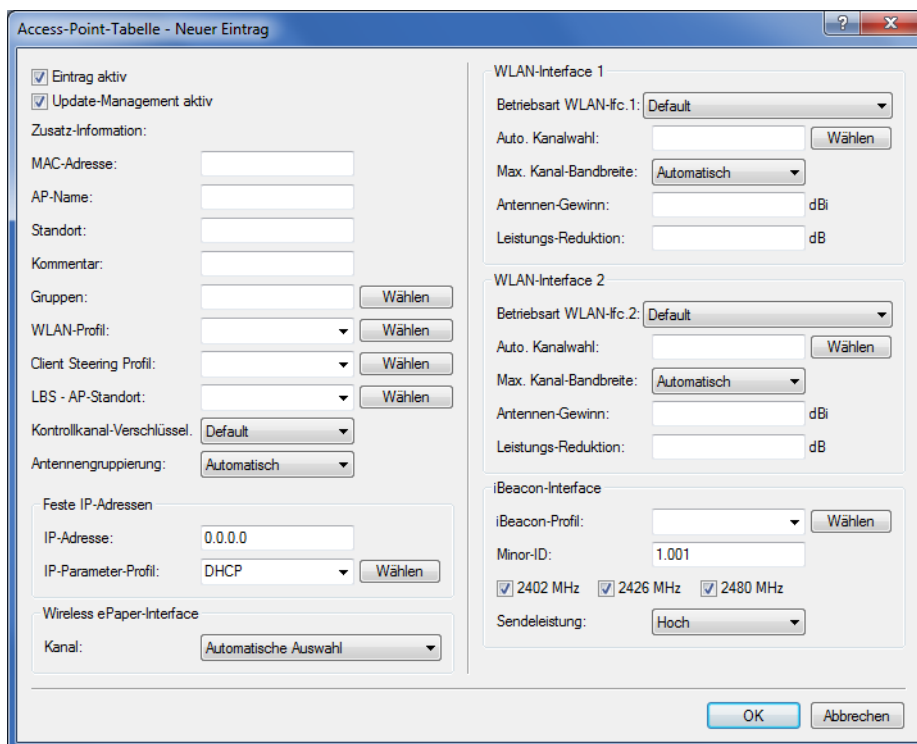 Access-Point-Tabelle - Neuer Eintrag
Eintrag aktiv
Update-Management aktiv
Zusatz-Information:
MAC-Adresse:
AP-Name:
Standort:
Kommentar:
Gruppen: Wählen
WLAN-Profil: Wählen
Client Steering Profil: Wählen
LBS - AP-Standort: Wählen
Kontrollkanal-Verschlüssel. Default
Antennengruppierung: Automatisch
Feste IP-Adressen
IP-Adresse: 0.0.0.0
IP-Parameter-Profil: DHCP Wählen
Wireless ePaper-Interface
Kanal: Automatische Auswahl
WLAN-Interface 1
Betriebsart WLAN-Ifc.1: Default
Auto. Kanalwahl: Wählen
Max. Kanal-Bandbreite: Automatisch
Antennen-Gewinn: dBi
Leistungs-Reduktion: dB
WLAN-Interface 2
Betriebsart WLAN-Ifc.2: Default
Auto. Kanalwahl: Wählen
Max. Kanal-Bandbreite: Automatisch
Antennen-Gewinn: dBi
Leistungs-Reduktion: dB
iBeacon-Interface
iBeacon-Profil: Wählen
Minor-ID: 1.001
2402 MHz 2426 MHz 2480 MHz
Sendeleistung: Hoch
OK Abbrechen